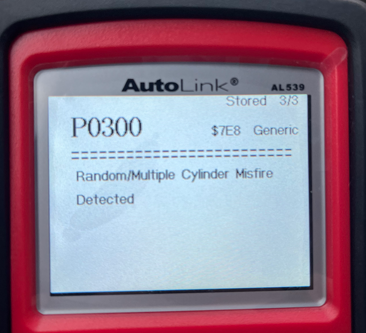 AutoLink® AL539
Stored 3/3
P0300 $7E8 Generic
Random/Multiple Cylinder Misfire
Detected